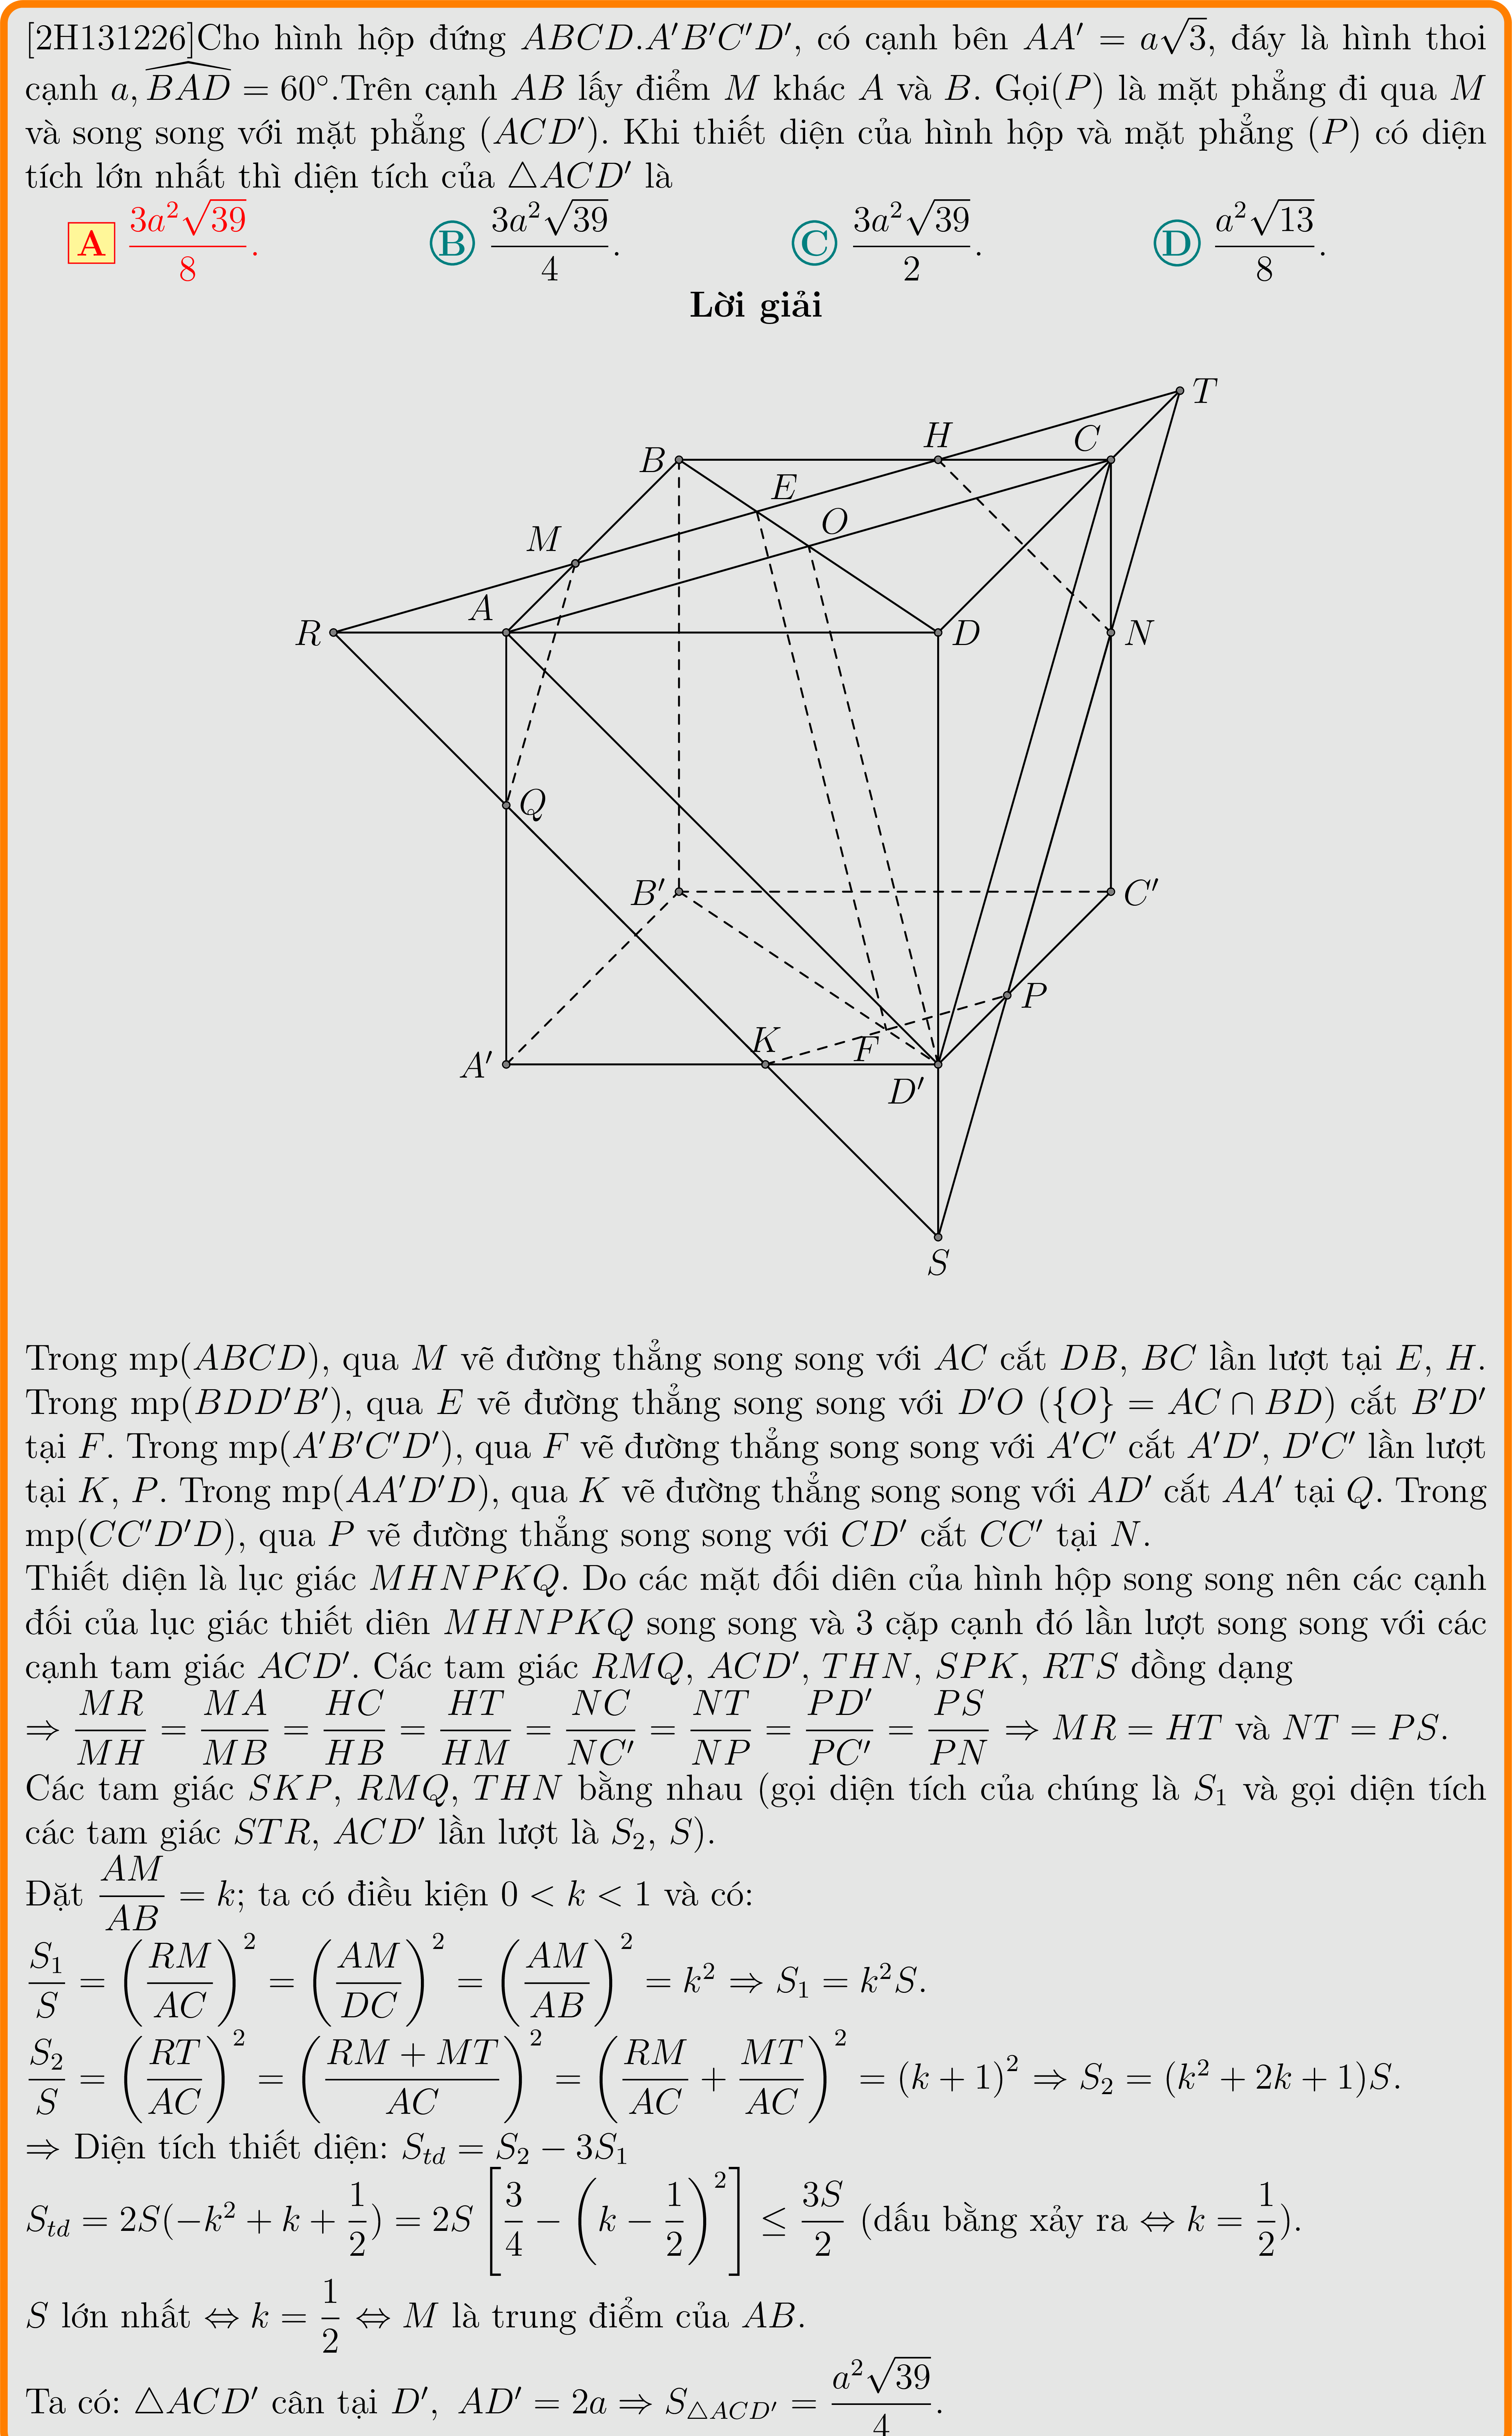 [2H131226]Cho hình hộp đứng ABCD.A′B′C′D′, có cạnh bên AA′ = a√3, đáy là hình thoi
cạnh a, \widehat{BAD} = 60°.Trên cạnh AB lấy điểm M khác A và B. Gọi(P) là mặt phẳng đi qua M
và song song với mặt phẳng (ACD′). Khi thiết diện của hình hộp và mặt phẳng (P) có diện
tích lớn nhất thì diện tích của △ACD′ là
A \frac{3a^2\sqrt{39}}{8}. B \frac{3a^2\sqrt{39}}{4}. C \frac{3a^2\sqrt{39}}{2}. D \frac{a^2\sqrt{13}}{8}.
Lời giải
T
B
H
C
E
O
M
A
R
D
N
Q
B′
C′
P
K
F
A′
D′
S
Trong mp(ABCD), qua M vẽ đường thẳng song song với AC cắt DB, BC lần lượt tại E, H.
Trong mp(BDD′B′), qua E vẽ đường thẳng song song với D′O ({O} = AC ∩ BD) cắt B′D′
tại F. Trong mp(A′B′C′D′), qua F vẽ đường thẳng song song với A′C′ cắt A′D′, D′C′ lần lượt
tại K, P. Trong mp(AA′D′D), qua K vẽ đường thẳng song song với AD′ cắt AA′ tại Q. Trong
mp(CC′D′D), qua P vẽ đường thẳng song song với CD′ cắt CC′ tại N.
Thiết diện là lục giác MHNPKQ. Do các mặt đối diên của hình hộp song song nên các cạnh
đối của lục giác thiết diên MHNPKQ song song và 3 cặp cạnh đó lần lượt song song với các
cạnh tam giác ACD′. Các tam giác RMQ, ACD′, THN, SPK, RTS đồng dạng
⇒ \frac{MR}{MH} = \frac{MA}{MB} = \frac{HC}{HB} = \frac{HT}{HM} = \frac{NC}{NC′} = \frac{NT}{NP} = \frac{PD′}{PC′} = \frac{PS}{PN} ⇒ MR = HT và NT = PS.
Các tam giác SKP, RMQ, THN bằng nhau (gọi diện tích của chúng là S_1 và gọi diện tích
các tam giác STR, ACD′ lần lượt là S_2, S).
Đặt \frac{AM}{AB} = k; ta có điều kiện 0 < k < 1 và có:
\frac{S_1}{S} = \left(\frac{RM}{AC}\right)^2 = \left(\frac{AM}{DC}\right)^2 = \left(\frac{AM}{AB}\right)^2 = k^2 ⇒ S_1 = k^2S.
\frac{S_2}{S} = \left(\frac{RT}{AC}\right)^2 = \left(\frac{RM + MT}{AC}\right)^2 = \left(\frac{RM}{AC} + \frac{MT}{AC}\right)^2 = (k + 1)^2 ⇒ S_2 = (k^2 + 2k + 1)S.
⇒ Diện tích thiết diện: S_{td} = S_2 − 3S_1
S_{td} = 2S(−k^2 + k + \frac{1}{2}) = 2S\left[\frac{3}{4} − \left(k − \frac{1}{2}\right)^2\right] ≤ \frac{3S}{2} (dấu bằng xảy ra ⇔ k = \frac{1}{2}).
S lớn nhất ⇔ k = \frac{1}{2} ⇔ M là trung điểm của AB.
Ta có: △ACD′ cân tại D′, AD′ = 2a ⇒ S_{△ACD′} = \frac{a^2\sqrt{39}}{4}.